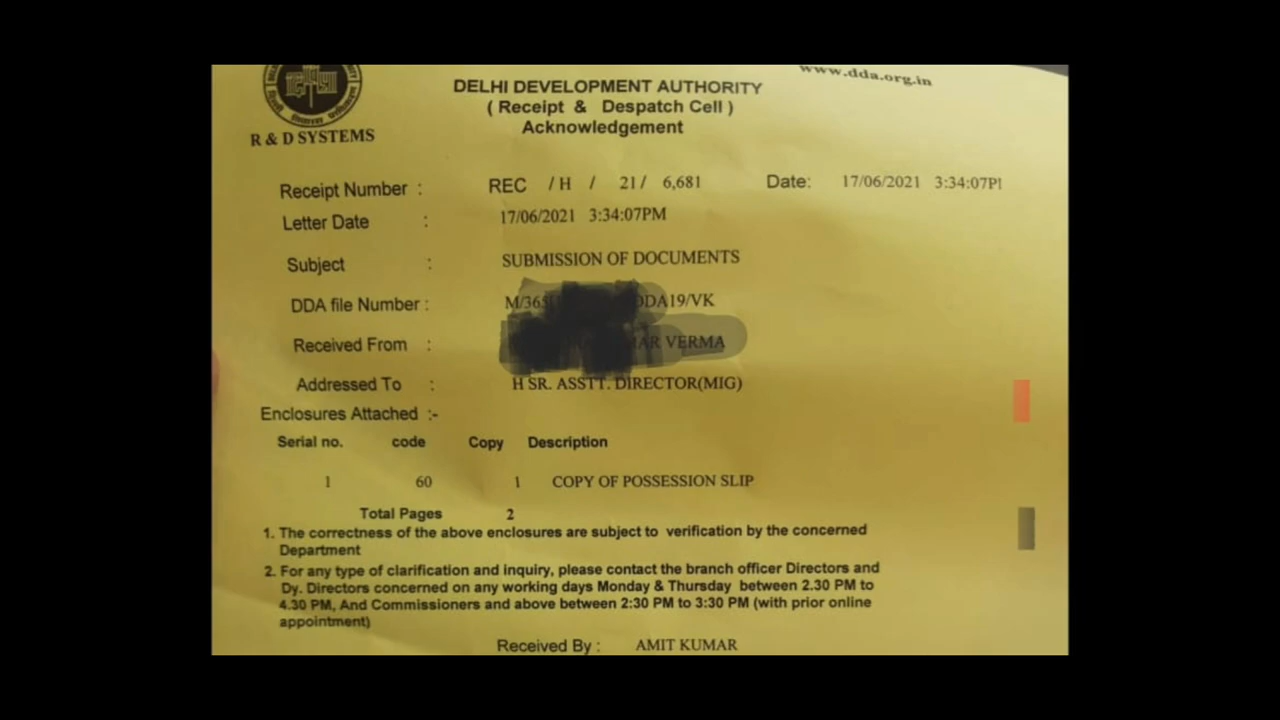 www.dda.org.in
DELHI DEVELOPMENT AUTHORITY
( Receipt & Despatch Cell )
Acknowledgement
R & D SYSTEMS
Receipt Number : REC / H / 21/ 6,681 Date: 17/06/2021 3:34:07PM
Letter Date : 17/06/2021 3:34:07PM
Subject : SUBMISSION OF DOCUMENTS
DDA file Number : M/365 DDA19/VK
Received From : VERMA
Addressed To : H SR. ASSTT. DIRECTOR(MIG)
Enclosures Attached :-
Serial no. code Copy Description
1 60 1 COPY OF POSSESSION SLIP
Total Pages 2
1. The correctness of the above enclosures are subject to verification by the concerned
Department
2. For any type of clarification and inquiry, please contact the branch officer Directors and
Dy. Directors concerned on any working days Monday & Thursday between 2.30 PM to
4.30 PM, And Commissioners and above between 2:30 PM to 3:30 PM (with prior online
appointment)
Received By : AMIT KUMAR